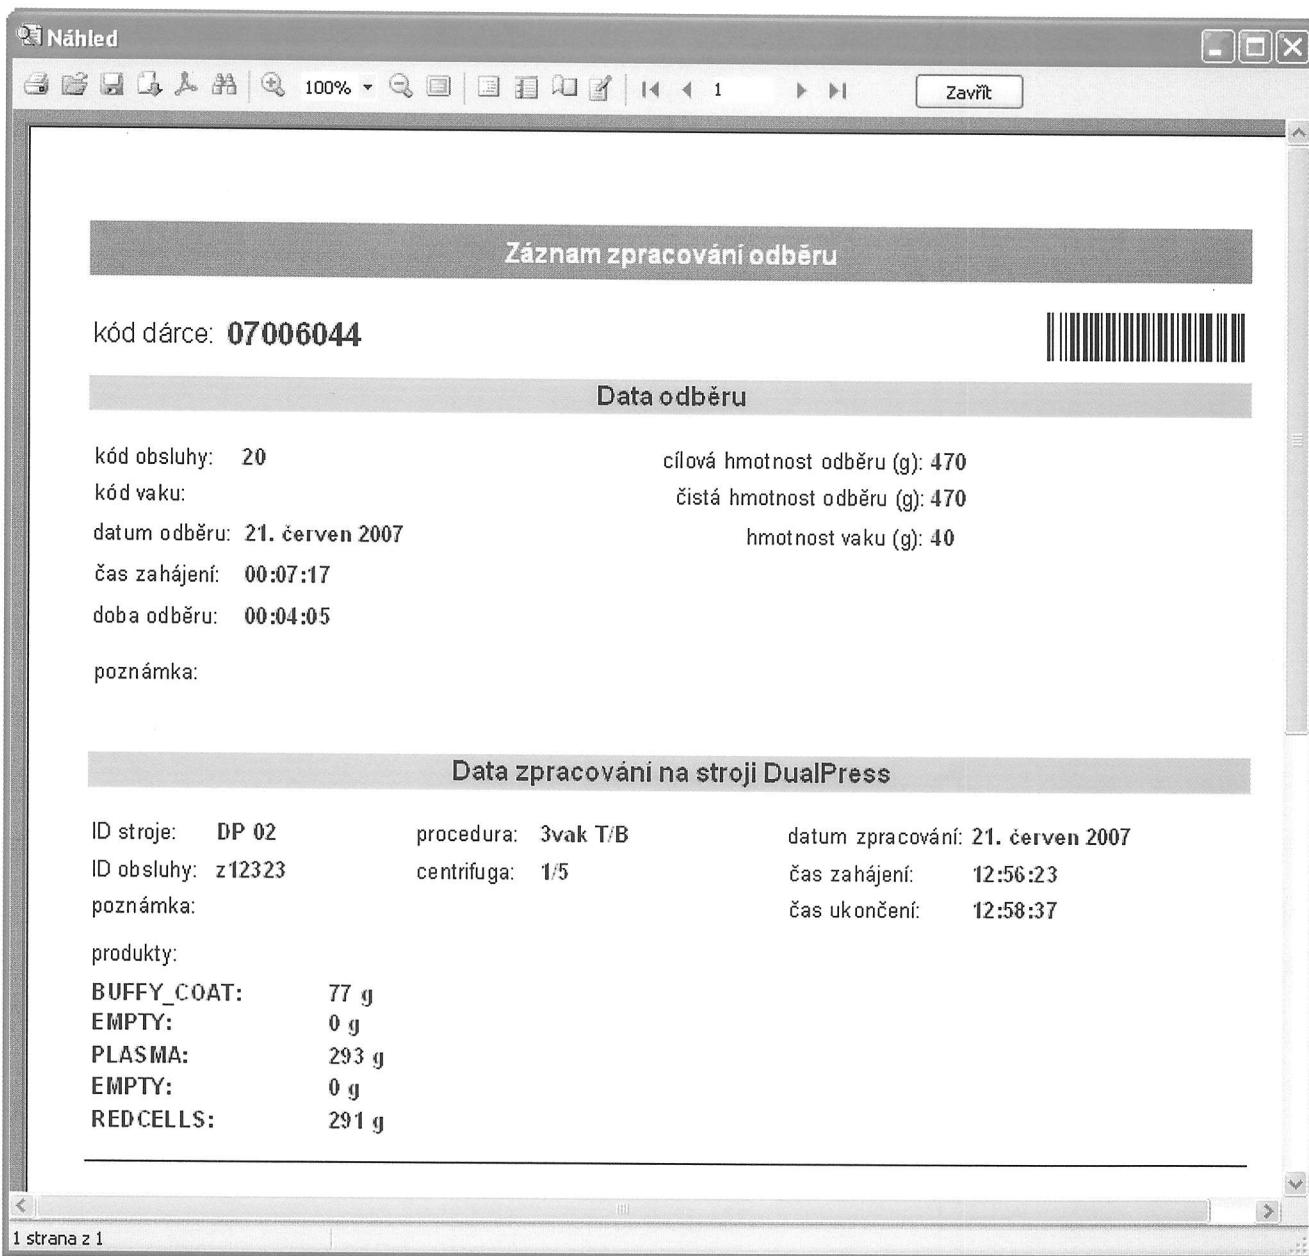 Náhled
100%
1
Zavřít
Záznam zpracování odběru
kód dárce: 07006044
Data odběru
kód obsluhy: 20
cílová hmotnost odběru (g): 470
kód vaku:
čistá hmotnost odběru (g): 470
datum odběru: 21. červen 2007
hmotnost vaku (g): 40
čas zahájení: 00:07:17
doba odběru: 00:04:05
poznámka:
Data zpracování na stroji DualPress
ID stroje: DP 02 procedura: 3vak T/B datum zpracování: 21. červen 2007
ID obsluhy: z12323 centrifuga: 1/5 čas zahájení: 12:56:23
poznámka: čas ukončení: 12:58:37
produkty:
BUFFY_COAT: 77 g
EMPTY: 0 g
PLASMA: 293 g
EMPTY: 0 g
REDCELLS: 291 g
1 strana z 1